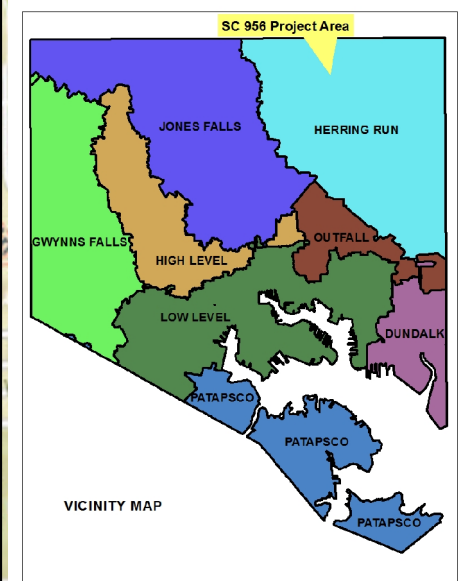 SC 956 Project Area
JONES FALLS
HERRING RUN
GWYNNS FALLS
HIGH LEVEL
OUTFALL
LOW LEVEL
DUNDALK
PATAPSCO
PATAPSCO
PATAPSCO
VICINITY MAP